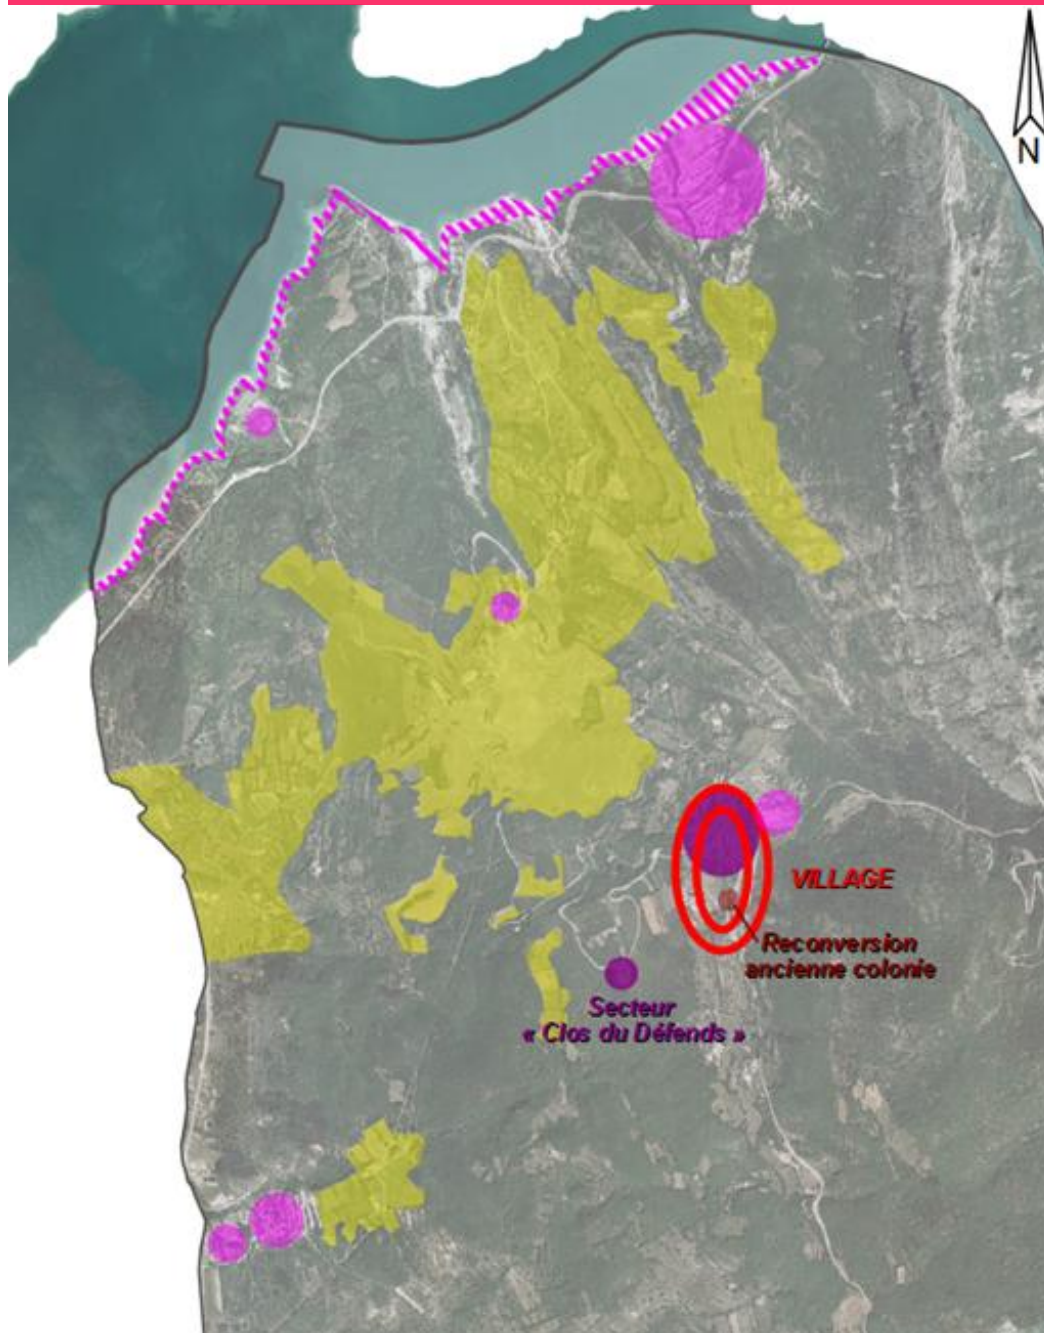 N
VILLAGE
Reconversion
ancienne colonie
Secteur
« Clos du Défends »